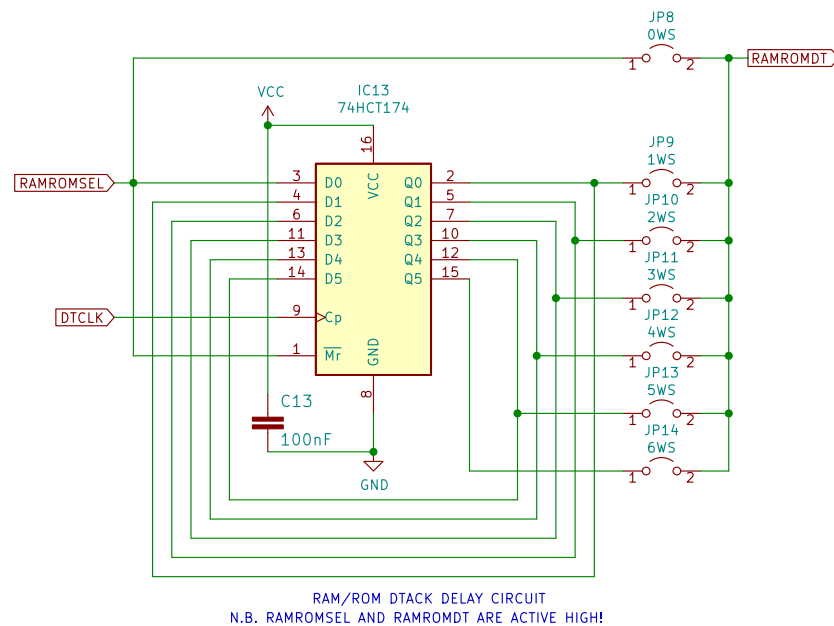 JP8
0WS
1 2
RAMROMDT
VCC
IC13
74HCT174
16
VCC
JP9
1WS
RAMROMSEL
3 D0 Q0 2
1 2
4 D1 Q1 5
JP10
2WS
6 D2 Q2 7
11 D3 Q3 10
1 2
13 D4 Q4 12
JP11
3WS
14 D5 Q5 15
1 2
DTCLK
9 Cp
JP12
4WS
1 Mr
GND
1 2
8
JP13
5WS
C13
100nF
1 2
JP14
6WS
1 2
GND
RAM/ROM DTACK DELAY CIRCUIT
N.B. RAMROMSEL AND RAMROMDT ARE ACTIVE HIGH!